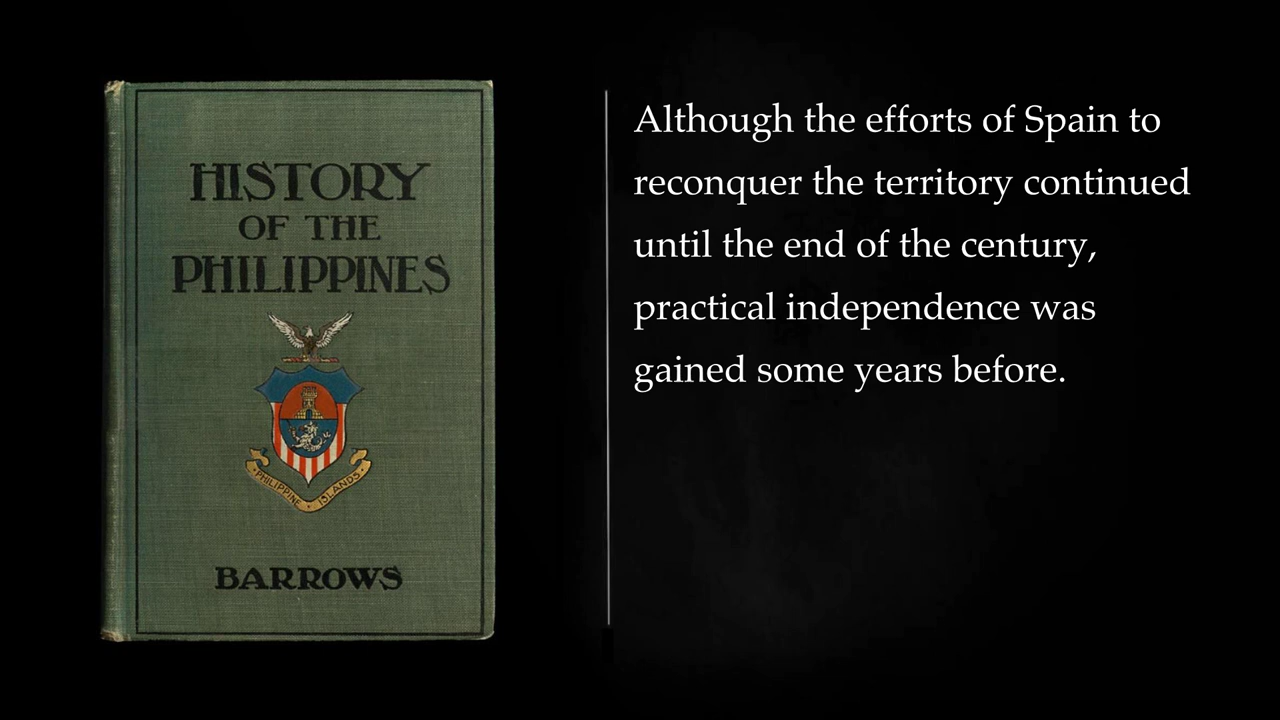 HISTORY
OF THE
PHILIPPINES
PHILIPPINE ISLANDS
BARROWS
Although the efforts of Spain to
reconquer the territory continued
until the end of the century,
practical independence was
gained some years before.